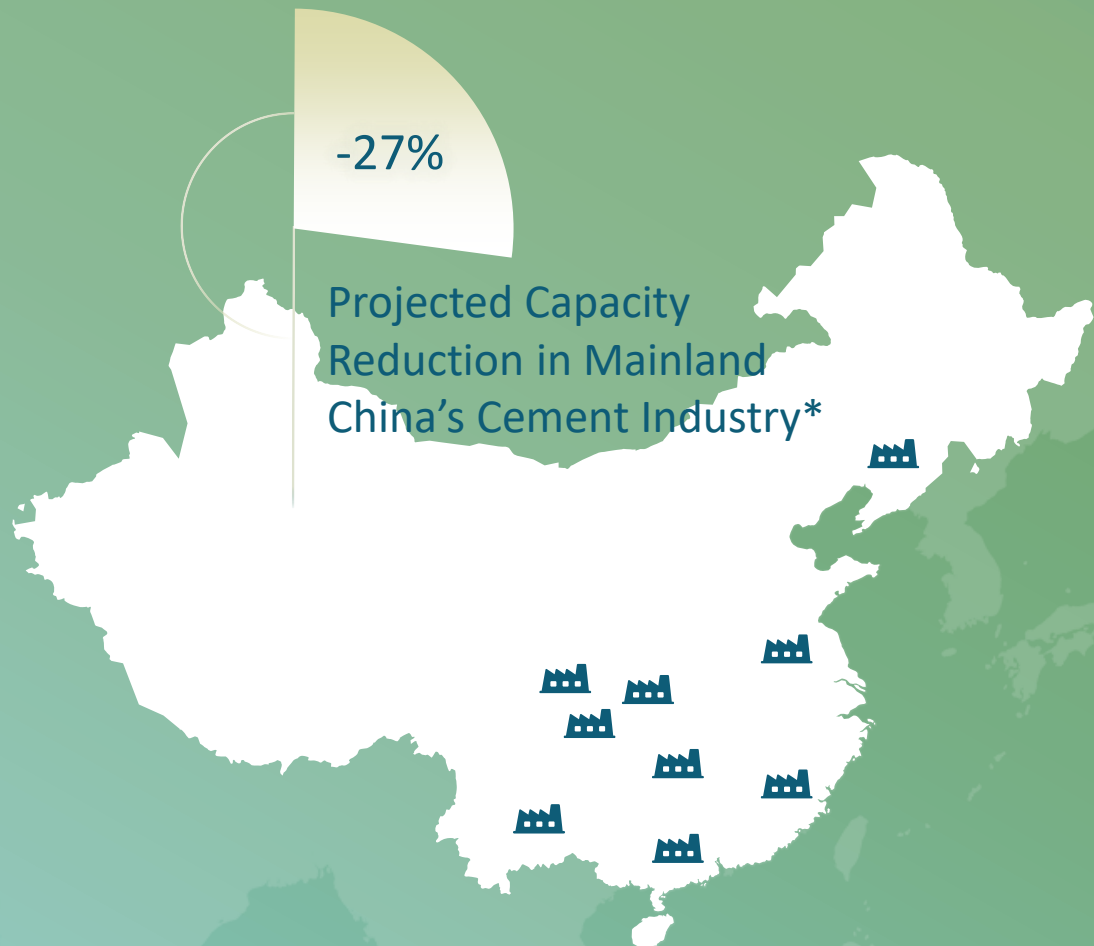 -27%
Projected Capacity
Reduction in Mainland
China’s Cement Industry*